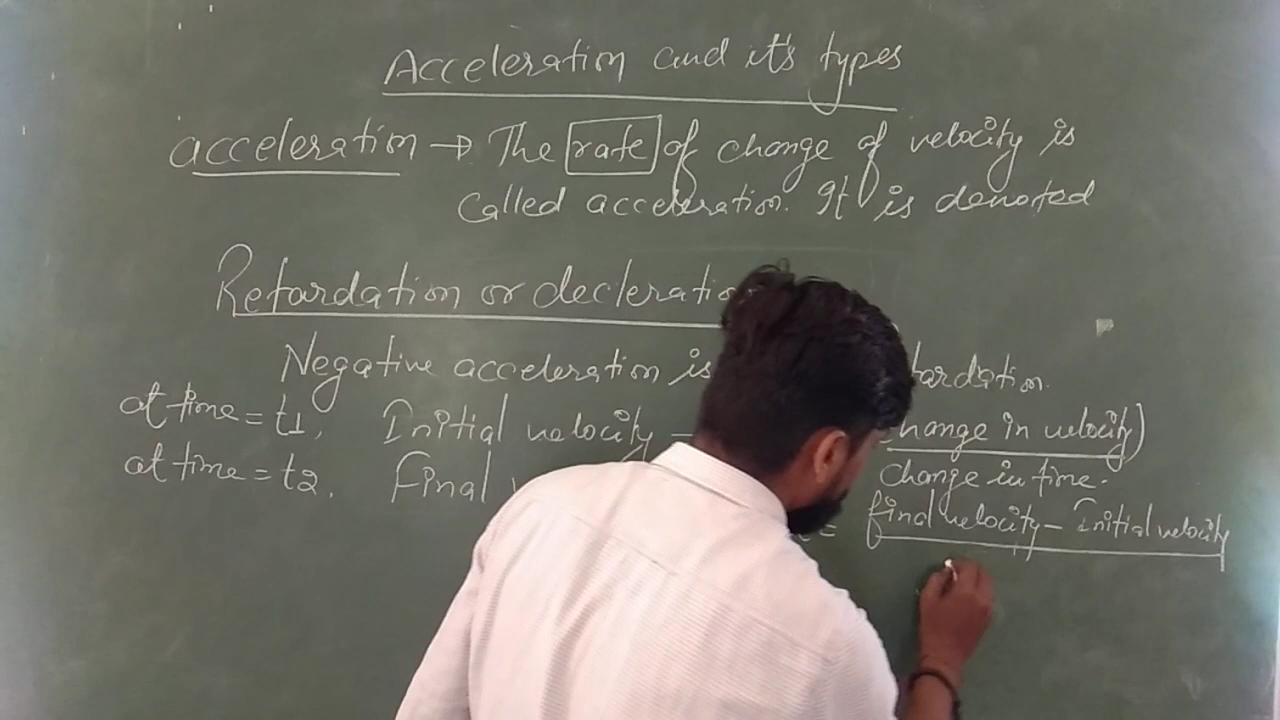 Acceleration and it's types
acceleration → The rate of change of velocity is
called acceleration. It is denoted
Retardation or decleration
Negative acceleration is
at time = t1, Initial velocity
(change in velocity)
at time = t2. Final
change in time.
= final velocity - Initial velocity